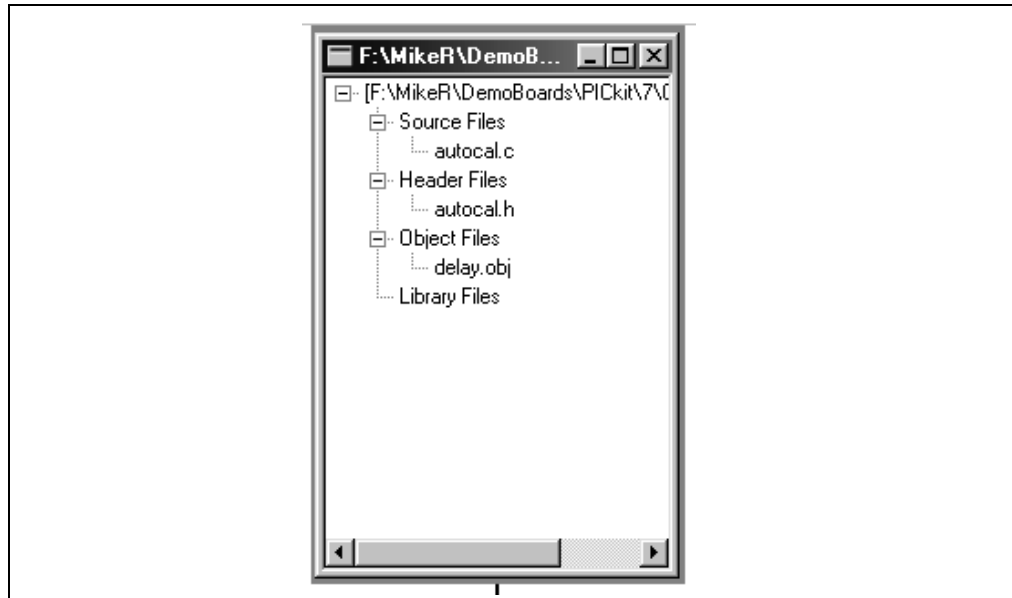 F:\MikeR\DemoB...
[F:\MikeR\DemoBoards\PICkit\7\
Source Files
autocal.c
Header Files
autocal.h
Object Files
delay.obj
Library Files